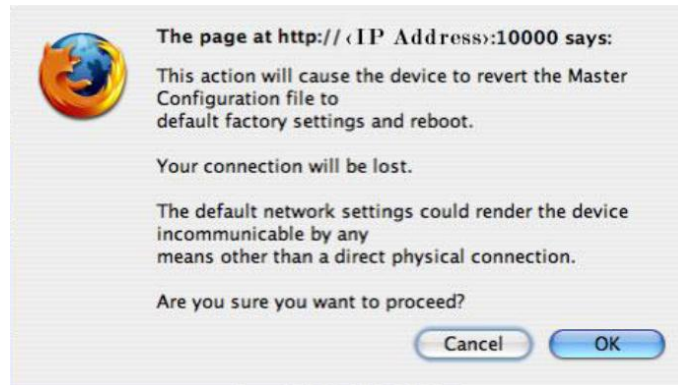 The page at http:// <IP Address>:10000 says:
This action will cause the device to revert the Master
Configuration file to
default factory settings and reboot.
Your connection will be lost.
The default network settings could render the device
incommunicable by any
means other than a direct physical connection.
Are you sure you want to proceed?
Cancel OK